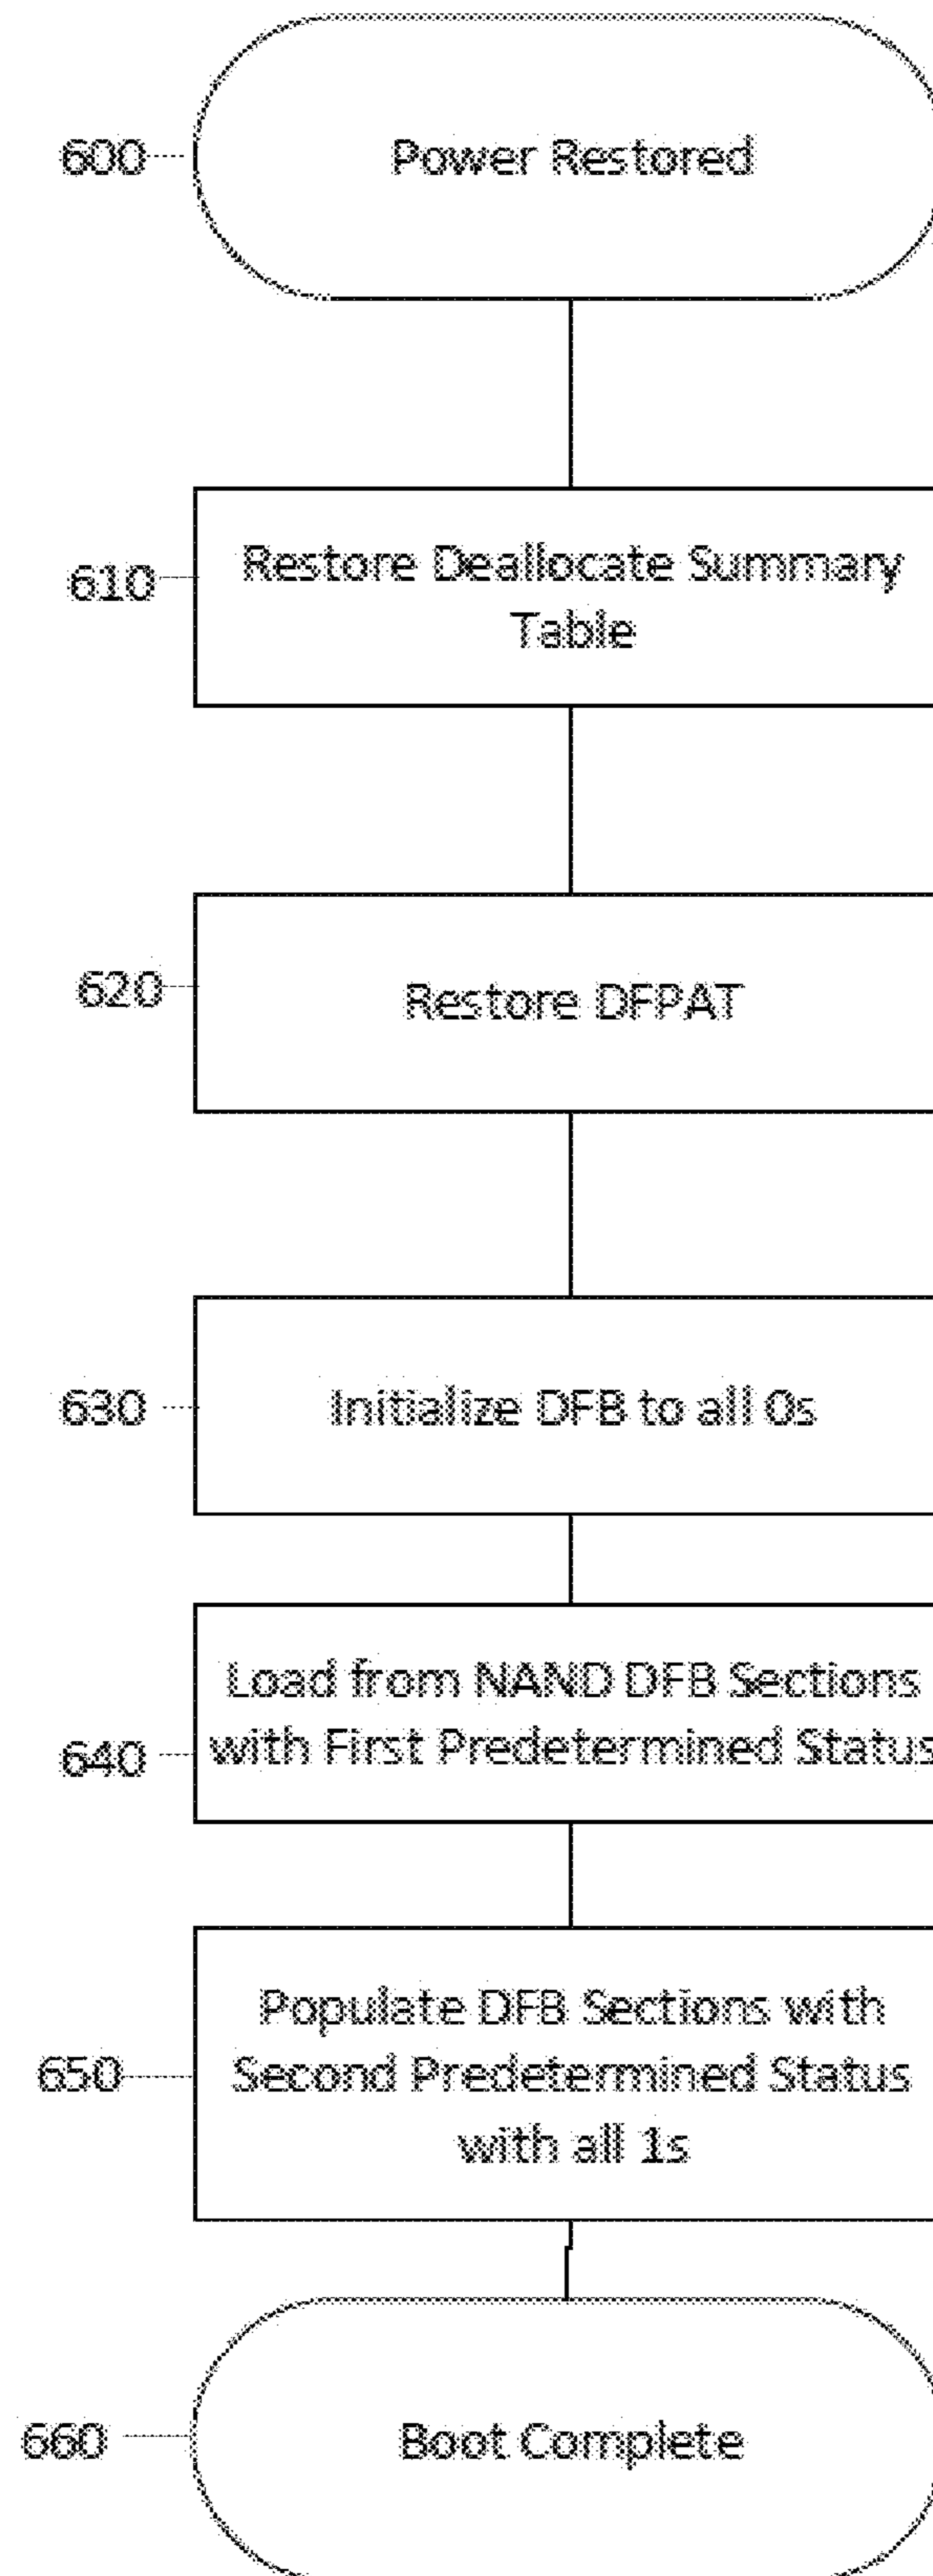 600
Power Restored
610
Restore Deallocate Summary
Table
620
Restore DFPAT
630
Initialize DFB to all 0s
Load from NAND DFB Sections
with First Predetermined Status
640
Populate DFB Sections with
Second Predetermined Status
with all 1s
650
660
Boot Complete